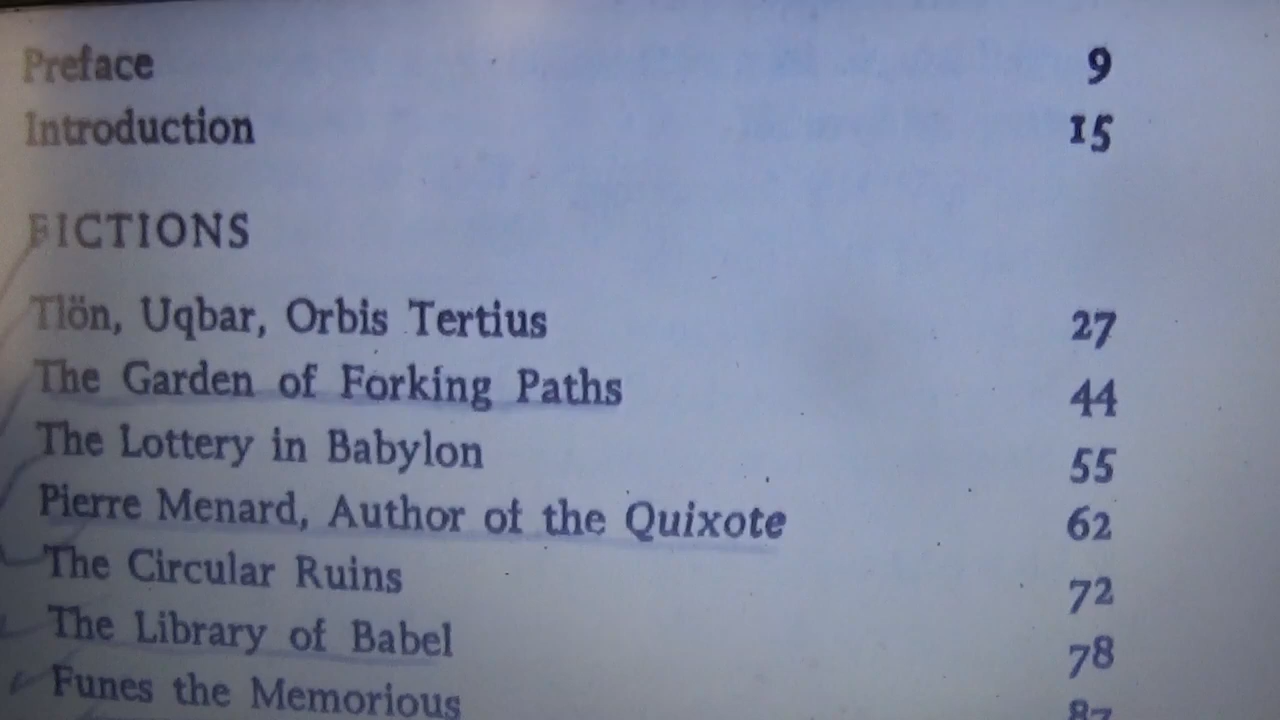 Preface 9
Introduction 15
FICTIONS
Tlön, Uqbar, Orbis Tertius 27
The Garden of Forking Paths 44
The Lottery in Babylon 55
Pierre Menard, Author of the Quixote 62
The Circular Ruins 72
The Library of Babel 78
Funes the Memorious 87